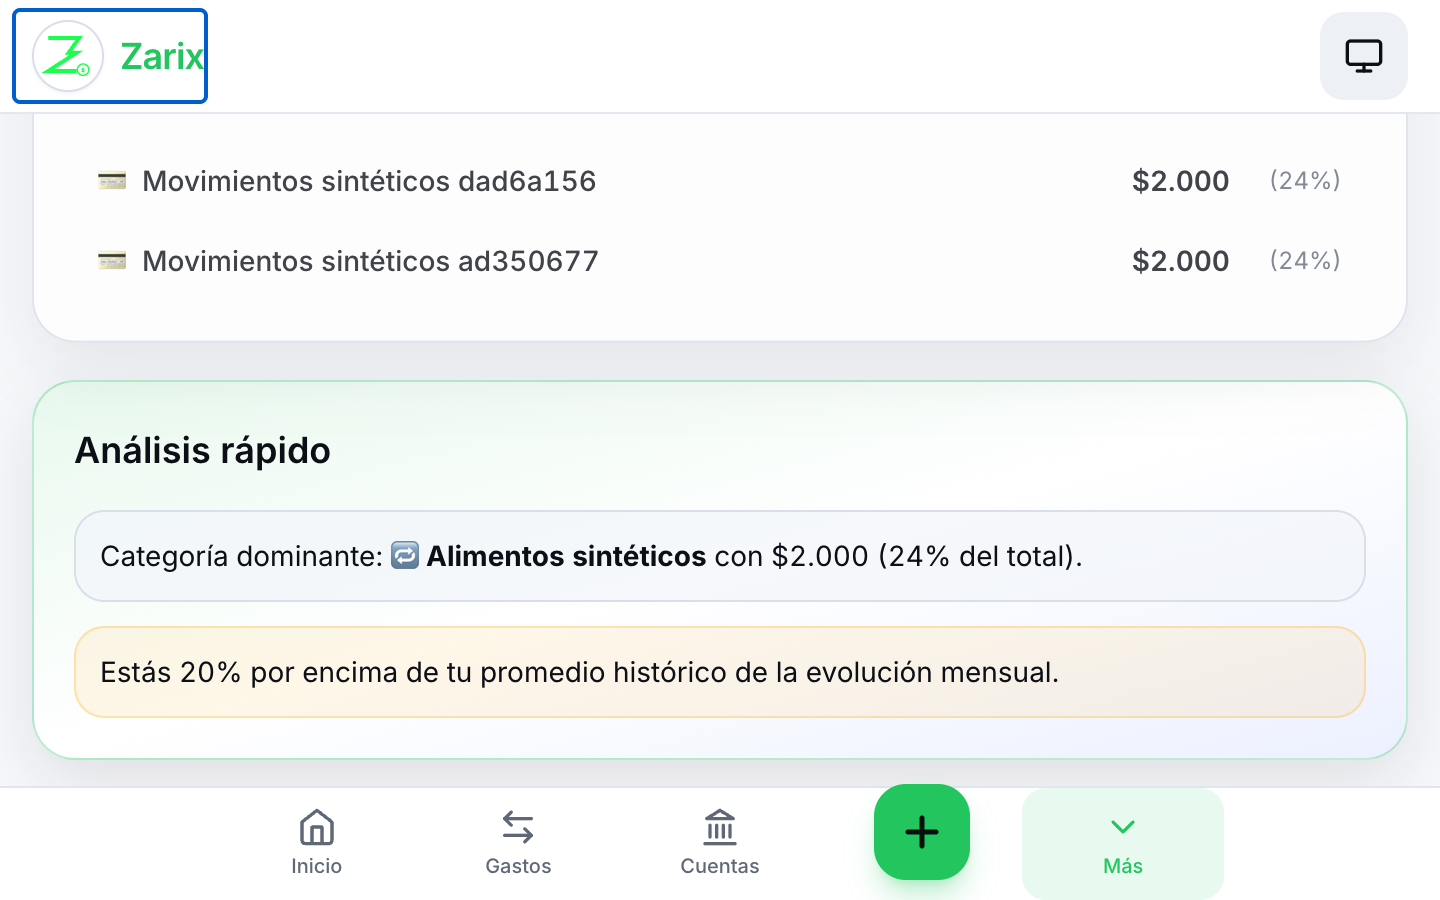 Zarix
Movimientos sintéticos dad6a156 $2.000 (24%)
Movimientos sintéticos ad350677 $2.000 (24%)
Análisis rápido
Categoría dominante: 🔁 Alimentos sintéticos con $2.000 (24% del total).
Estás 20% por encima de tu promedio histórico de la evolución mensual.
Inicio Gastos Cuentas Más